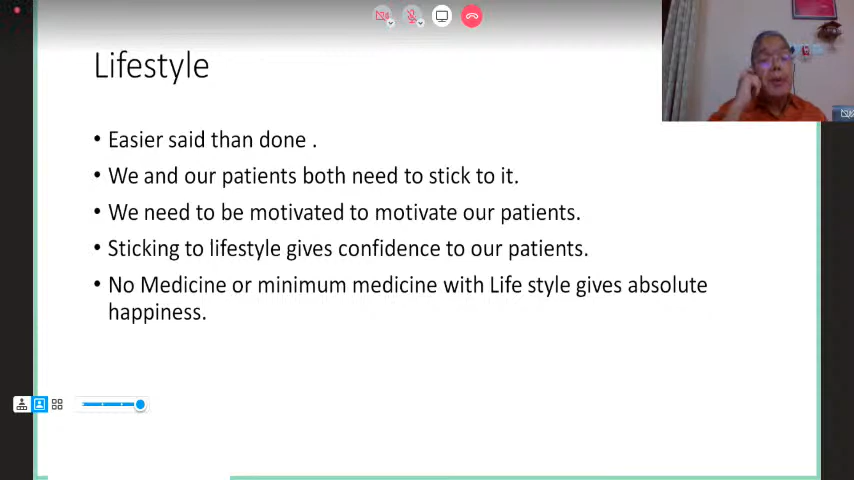 Lifestyle
• Easier said than done .
• We and our patients both need to stick to it.
• We need to be motivated to motivate our patients.
• Sticking to lifestyle gives confidence to our patients.
• No Medicine or minimum medicine with Life style gives absolute
happiness.